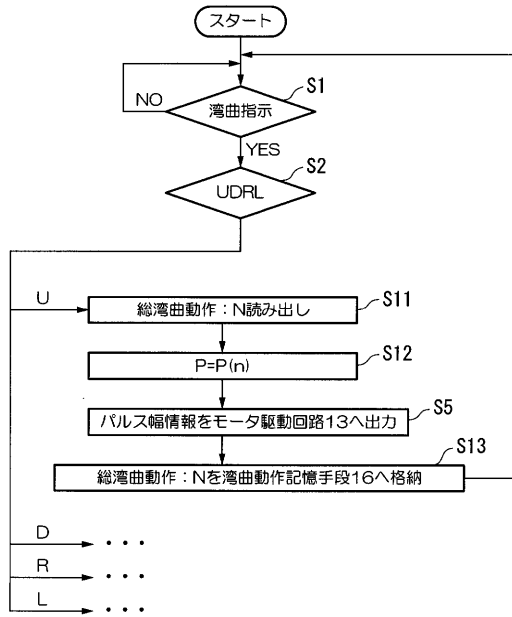 スタート
S1
NO
湾曲指示
YES
S2
UDRL
U
S11
総湾曲動作:N読み出し
S12
P=P(n)
S5
パルス幅情報をモータ駆動回路13へ出力
S13
総湾曲動作:Nを湾曲動作記憶手段16へ格納
D ・・・
R ・・・
L ・・・